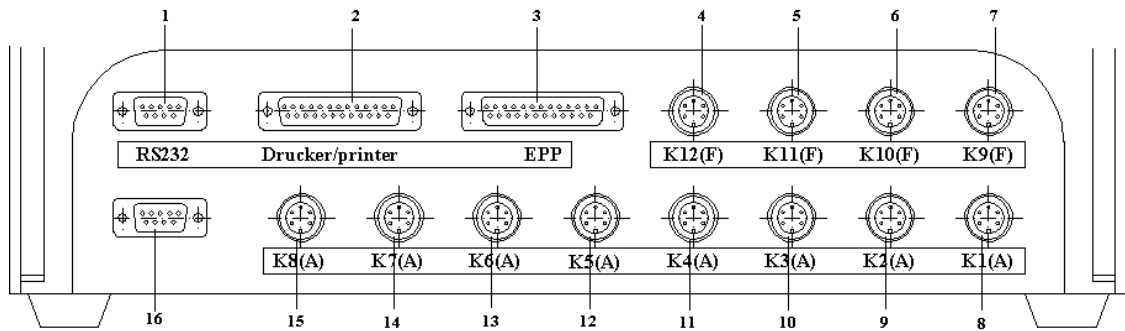 1 2 3 4 5 6 7
RS232 Drucker/printer EPP K12(F) K11(F) K10(F) K9(F)
K8(A) K7(A) K6(A) K5(A) K4(A) K3(A) K2(A) K1(A)
16 15 14 13 12 11 10 9 8